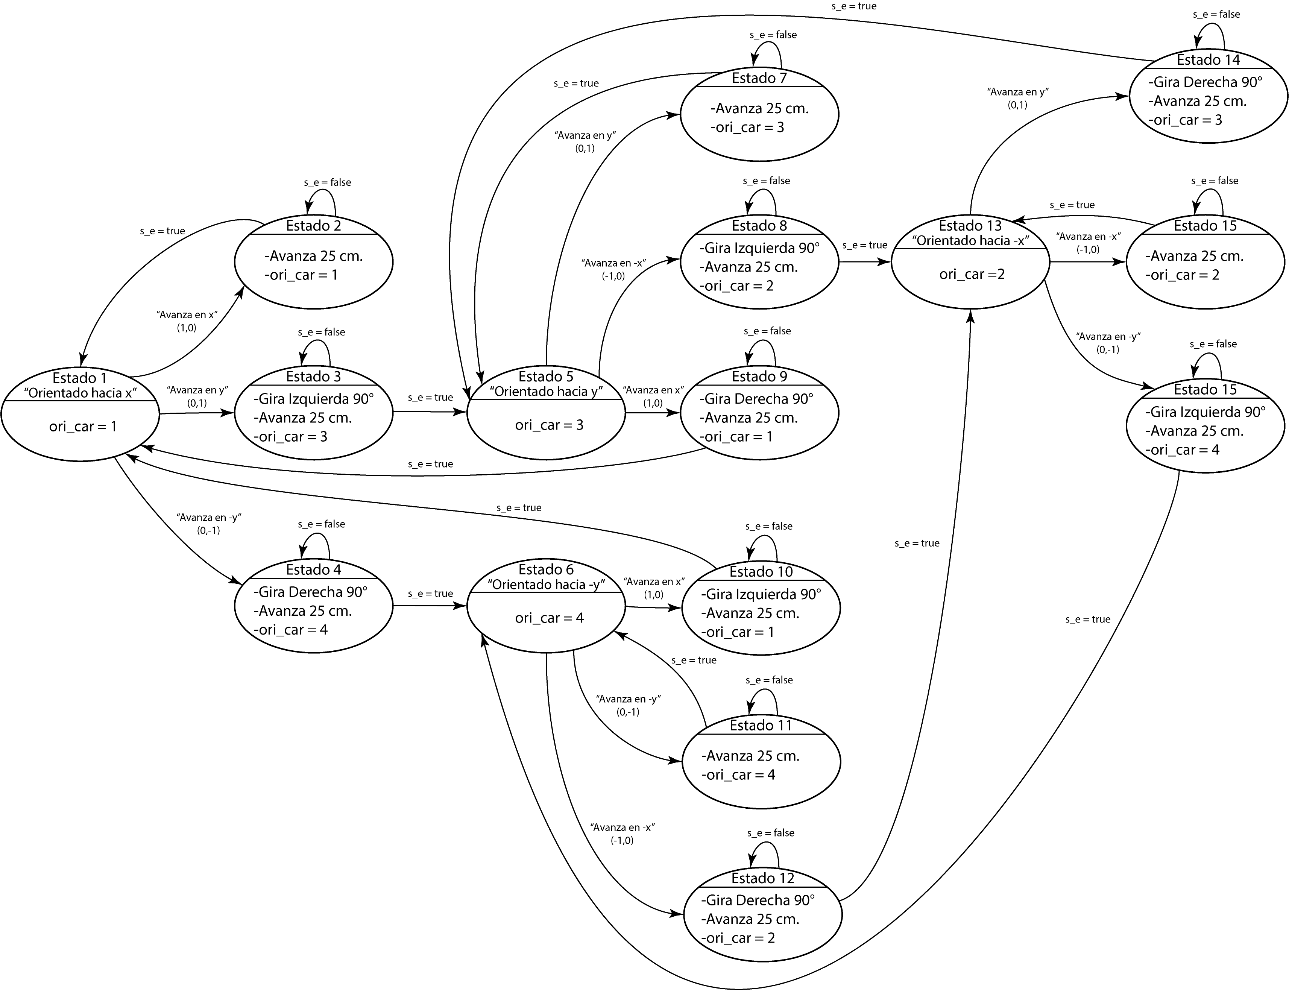 s_e = true
s_e = false
Estado 14
-Gira Derecha 90°
-Avanza 25 cm.
-ori_car = 3
s_e = false
Estado 7
-Avanza 25 cm.
-ori_car = 3
s_e = true
"Avanza en y"
(0,1)
"Avanza en y"
(0,1)
s_e = false
Estado 2
-Avanza 25 cm.
-ori_car = 1
s_e = true
"Avanza en x"
(1,0)
s_e = false
Estado 8
-Gira Izquierda 90°
-Avanza 25 cm.
-ori_car = 2
"Avanza en -x"
(-1,0)
s_e = true
Estado 13
"Orientado hacia -x"
ori_car =2
s_e = true
"Avanza en -x"
(-1,0)
s_e = false
Estado 15
-Avanza 25 cm.
-ori_car = 2
"Avanza en -y"
(0,-1)
s_e = false
Estado 15
-Gira Izquierda 90°
-Avanza 25 cm.
-ori_car = 4
Estado 1
"Orientado hacia x"
ori_car = 1
"Avanza en y"
(0,1)
s_e = false
Estado 3
-Gira Izquierda 90°
-Avanza 25 cm.
-ori_car = 3
s_e = true
Estado 5
"Orientado hacia y"
ori_car = 3
"Avanza en x"
(1,0)
s_e = false
Estado 9
-Gira Derecha 90°
-Avanza 25 cm.
-ori_car = 1
s_e = true
s_e = true
"Avanza en -y"
(0,-1)
s_e = false
Estado 4
-Gira Derecha 90°
-Avanza 25 cm.
-ori_car = 4
s_e = true
Estado 6
"Orientado hacia -y"
ori_car = 4
"Avanza en x"
(1,0)
s_e = false
Estado 10
-Gira Izquierda 90°
-Avanza 25 cm.
-ori_car = 1
s_e = true
s_e = true
s_e = true
"Avanza en -y"
(0,-1)
s_e = false
Estado 11
-Avanza 25 cm.
-ori_car = 4
"Avanza en -x"
(-1,0)
s_e = false
Estado 12
-Gira Derecha 90°
-Avanza 25 cm.
-ori_car = 2